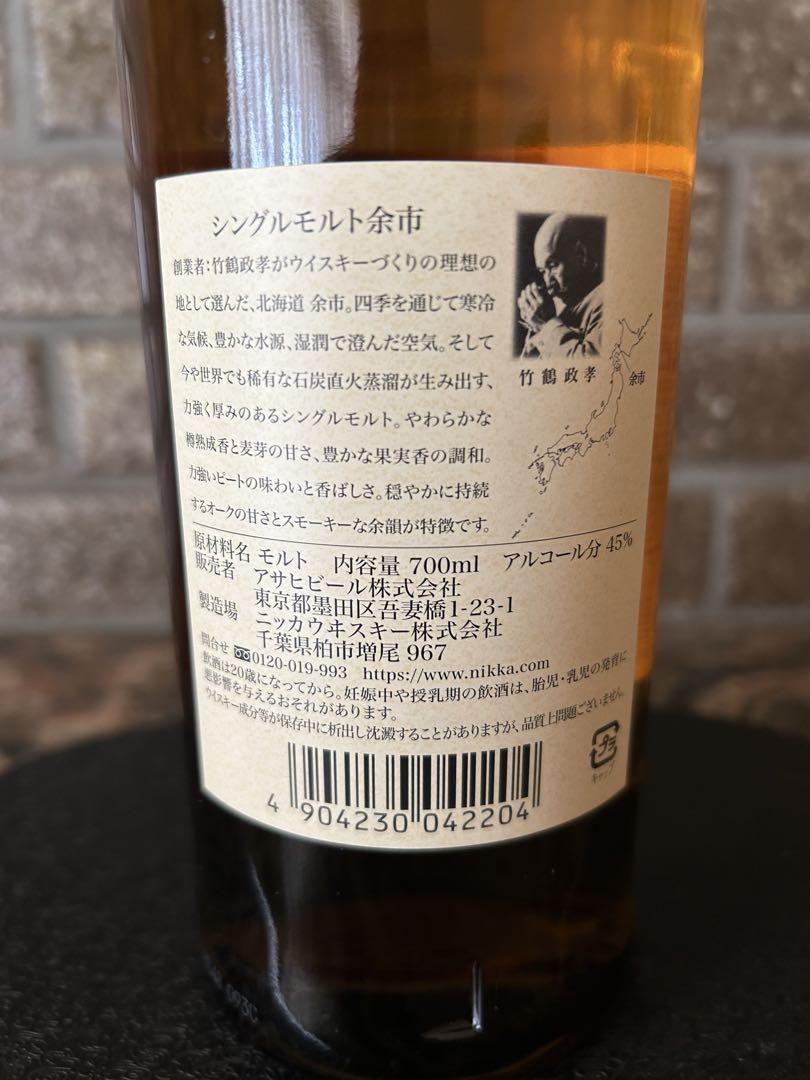 シングルモルト余市
創業者:竹鶴政孝がウイスキーづくりの理想の
地として選んだ、北海道 余市。四季を通じて寒冷
な気候、豊かな水源、湿潤で澄んだ空気。そして
今や世界でも稀有な石炭直火蒸溜が生み出す、
力強く厚みのあるシングルモルト。やわらかな
樽熟成香と麦芽の甘さ、豊かな果実香の調和。
力強いピートの味わいと香ばしさ。穏やかに持続
するオークの甘さとスモーキーな余韻が特徴です。
竹鶴政孝
余市
原材料名 モルト 内容量 700ml アルコール分 45%
販売者 アサヒビール株式会社
東京都墨田区吾妻橋1-23-1
製造場 ニッカウヰスキー株式会社
千葉県柏市増尾 967
問合せ 0120-019-993 https://www.nikka.com
飲酒は20歳になってから。妊娠中や授乳期の飲酒は、胎児・乳児の発育に
悪影響を与えるおそれがあります。
ウイスキー成分等が保存中に析出し沈澱することがありますが、品質上問題ございません。
プラ
キャップ
4 904230 042204